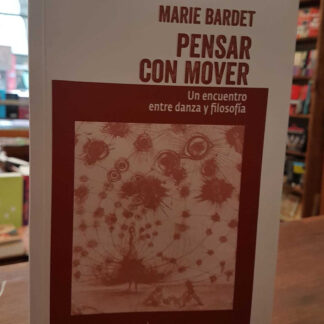 MARIE BARDET
PENSAR
CON MOVER
Un encuentro
entre danza y filosofía